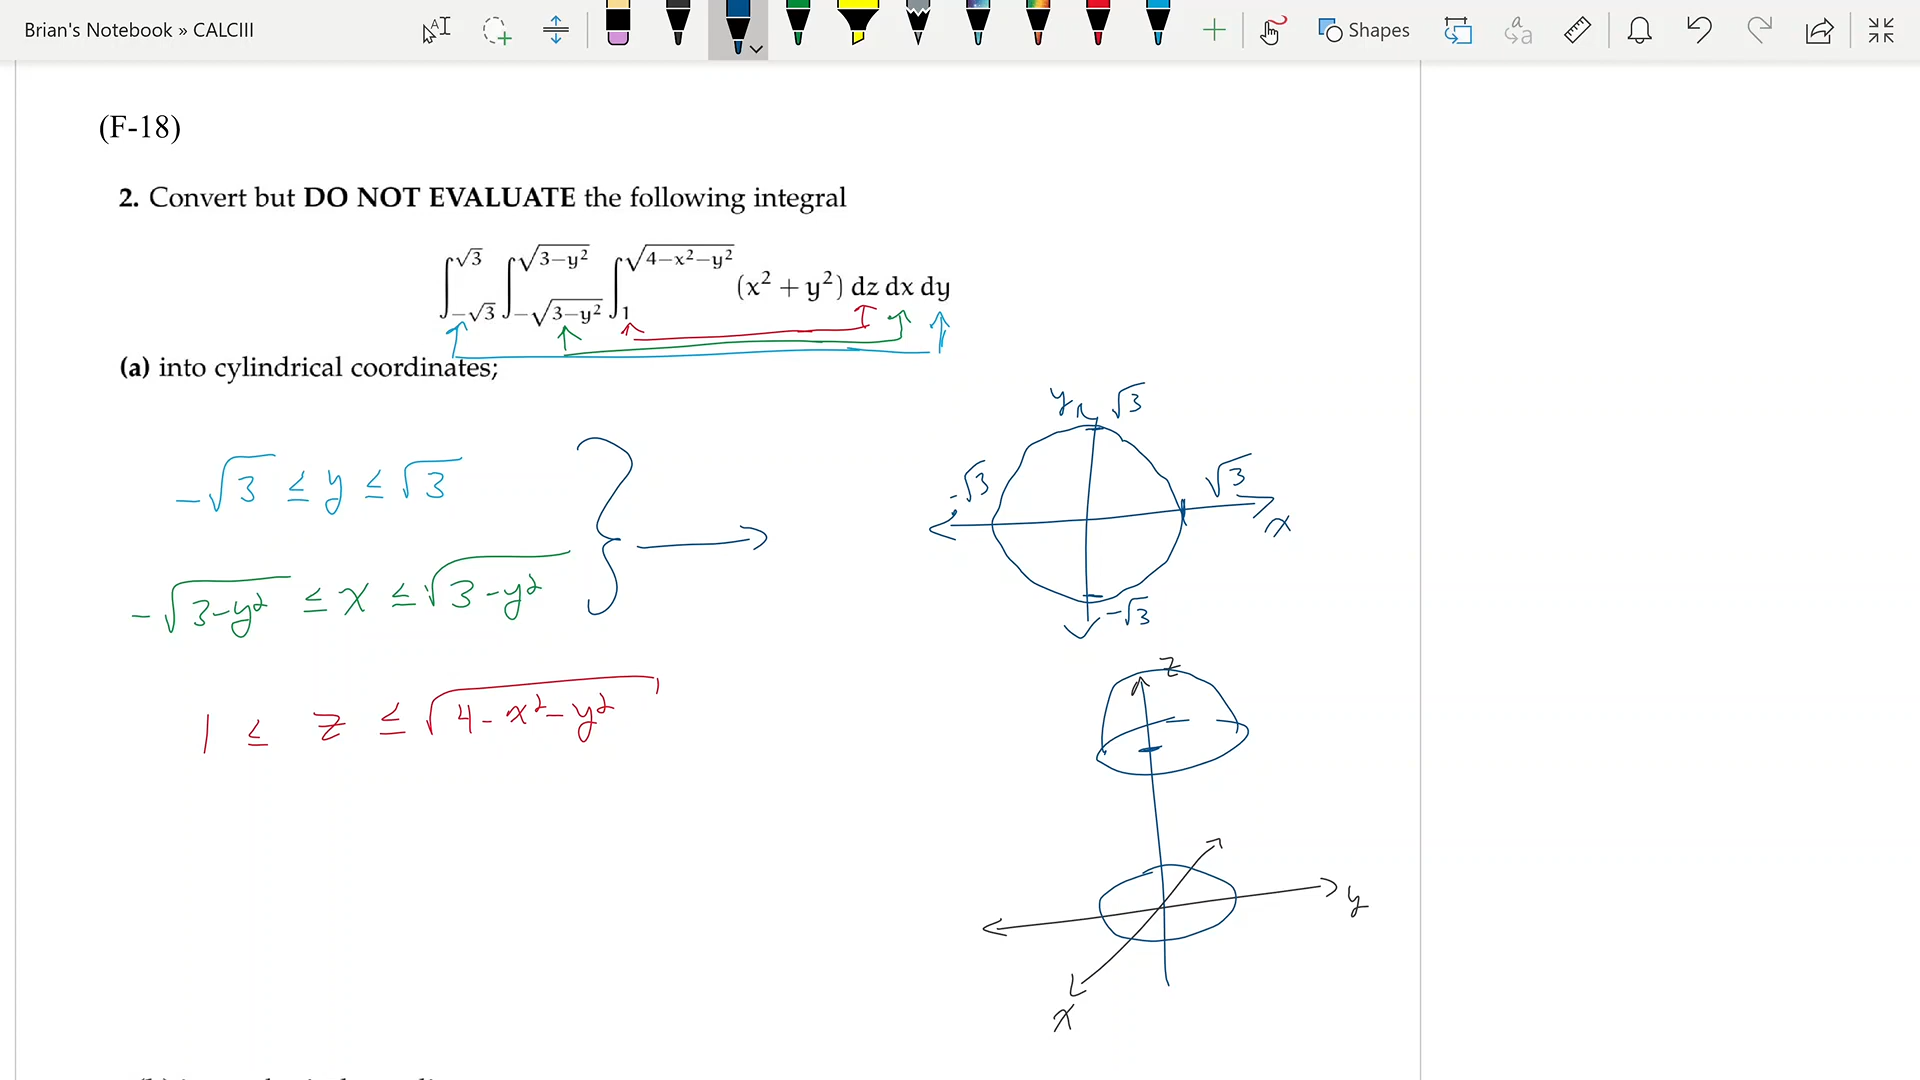 Brian's Notebook » CALCIII
Shapes
(F-18)
2. Convert but DO NOT EVALUATE the following integral
∫_{-√3}^{√3} ∫_{-√(3−y²)}^{√(3−y²)} ∫_1^{√(4−x²−y²)} (x² + y²) dz dx dy
(a) into cylindrical coordinates;
y √3
-√3 √3
x
-√3
-√3 ≤ y ≤ √3
-√(3-y²) ≤ x ≤ √(3-y²)
1 ≤ z ≤ √(4-x²-y²)
z
y
x